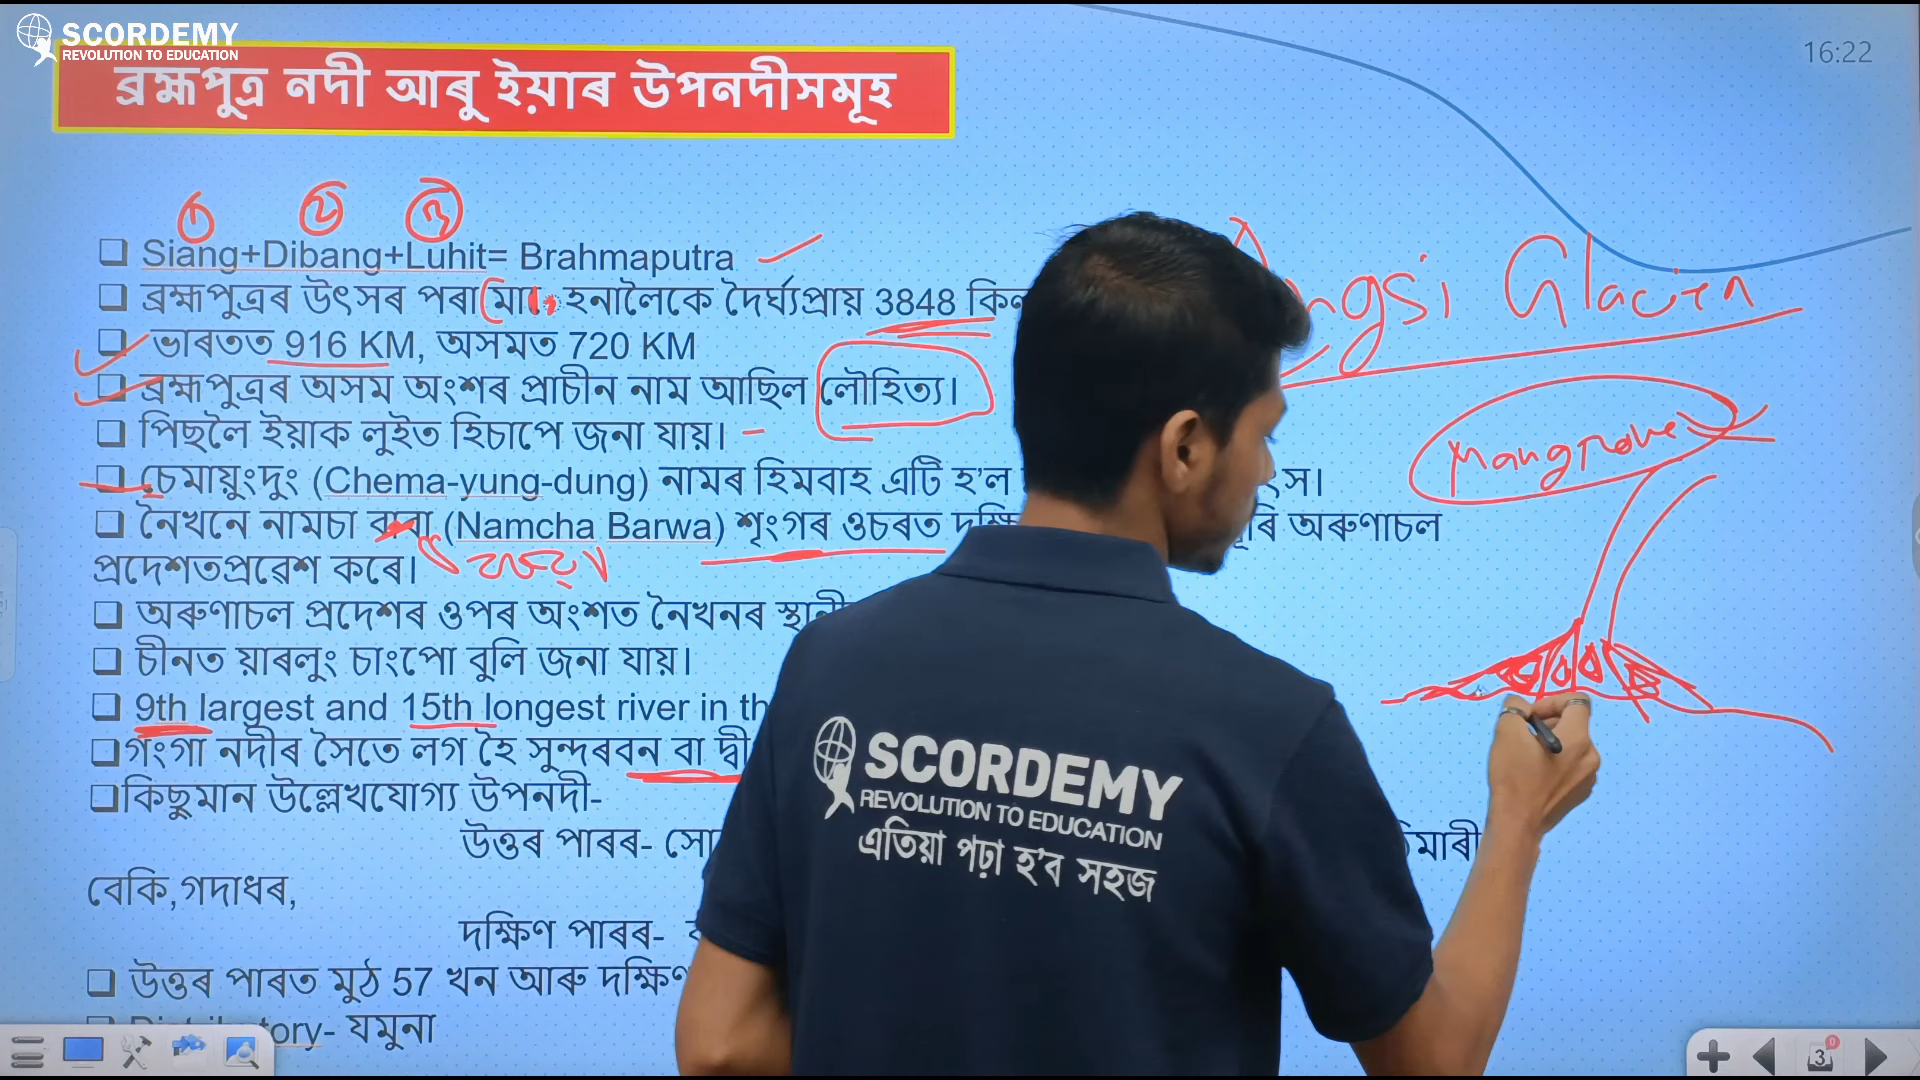 SCORDEMY
REVOLUTION TO EDUCATION
16:22
ব্ৰহ্মপুত্ৰ নদী আৰু ইয়াৰ উপনদীসমূহ
১ ২ ৩
Siang+Dibang+Luhit= Brahmaputra
ব্ৰহ্মপুত্ৰৰ উৎসৰ পৰা হনালৈকে দৈৰ্ঘ্যপ্ৰায় 3848
Glacier
ভাৰতত 916 KM, অসমত 720 KM
ব্ৰহ্মপুত্ৰৰ অসম অংশৰ প্ৰাচীন নাম আছিল লৌহিত্য।
পিছলৈ ইয়াক লুইত হিচাপে জনা যায়।
Mangrove
চেমায়ুংদুং (Chema-yung-dung) নামৰ হিমবাহ এটি হ'ল
নৈখনে নামচা (Namcha Barwa) শৃংগৰ ওচৰত অৰুণাচল
প্ৰদেশতপ্ৰৱেশ কৰে।
অৰুণাচল প্ৰদেশৰ ওপৰ অংশত নৈখনৰ
চীনত য়াৰলুং চাংপো বুলি জনা যায়।
9th largest and 15th longest river in
গংগা নদীৰ সৈতে লগ হৈ সুন্দৰবন বা
কিছুমান উল্লেখযোগ্য উপনদী-
উত্তৰ পাৰৰ-
বেকি,গদাধৰ,
দক্ষিণ পাৰৰ-
উত্তৰ পাৰত মুঠ 57 খন আৰু
যমুনা
SCORDEMY
REVOLUTION TO EDUCATION
এতিয়া পঢ়া হ'ব সহজ
3